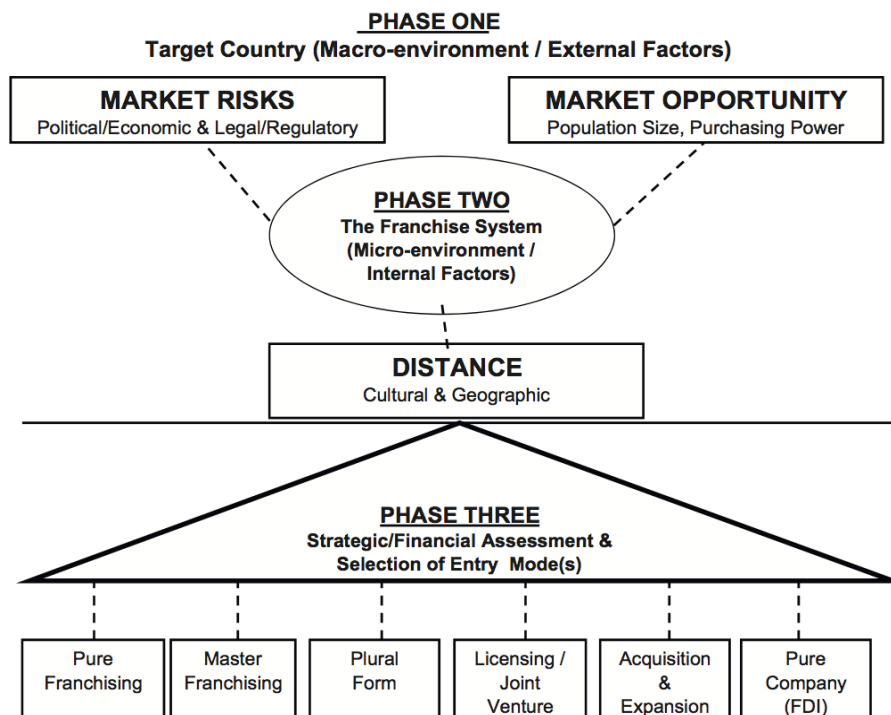 PHASE ONE
Target Country (Macro-environment / External Factors)
MARKET RISKS
Political/Economic & Legal/Regulatory
MARKET OPPORTUNITY
Population Size, Purchasing Power
PHASE TWO
The Franchise System
(Micro-environment /
Internal Factors)
DISTANCE
Cultural & Geographic
PHASE THREE
Strategic/Financial Assessment &
Selection of Entry Mode(s)
Pure
Franchising
Master
Franchising
Plural
Form
Licensing /
Joint
Venture
Acquisition
&
Expansion
Pure
Company
(FDI)